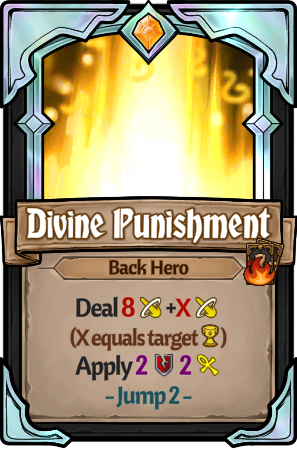 Divine Punishment
Back Hero
Deal 8 +X
(X equals target )
Apply 2 2
- Jump 2 -